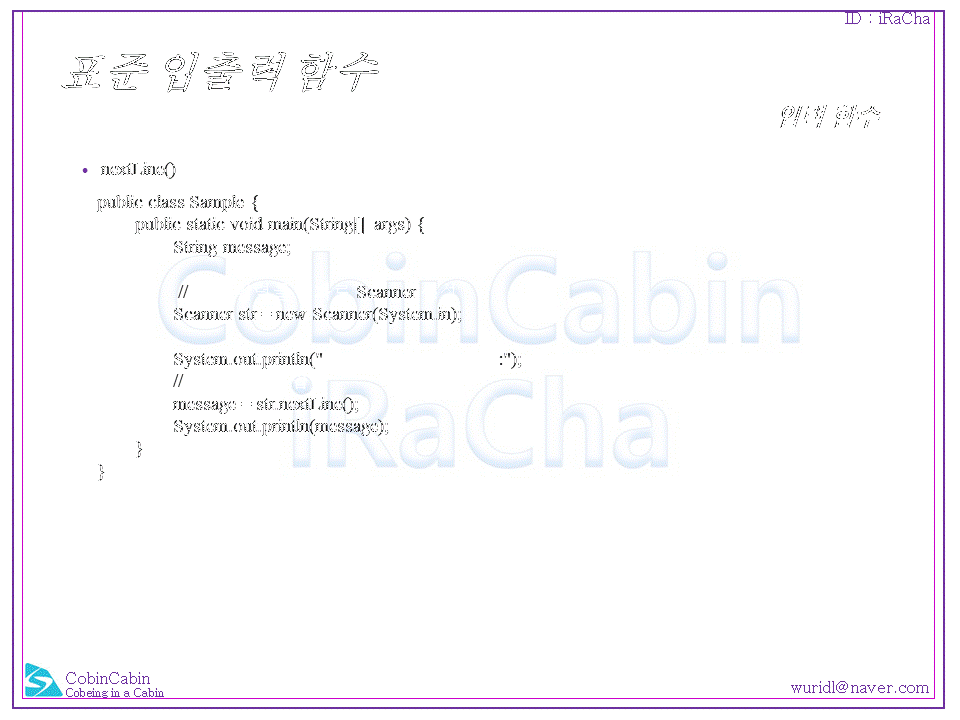 ID : iRaCha
표준 입출력 함수
입력 함수
• nextLine()
public class Sample {
public static void main(String[] args) {
String message;
// Scanner
Scanner str = new Scanner(System.in);
System.out.println(" :");
//
message = str.nextLine();
System.out.println(message);
}
}
CobinCabin
iRaCha
CobinCabin
Cobeing in a Cabin
wuridl@naver.com